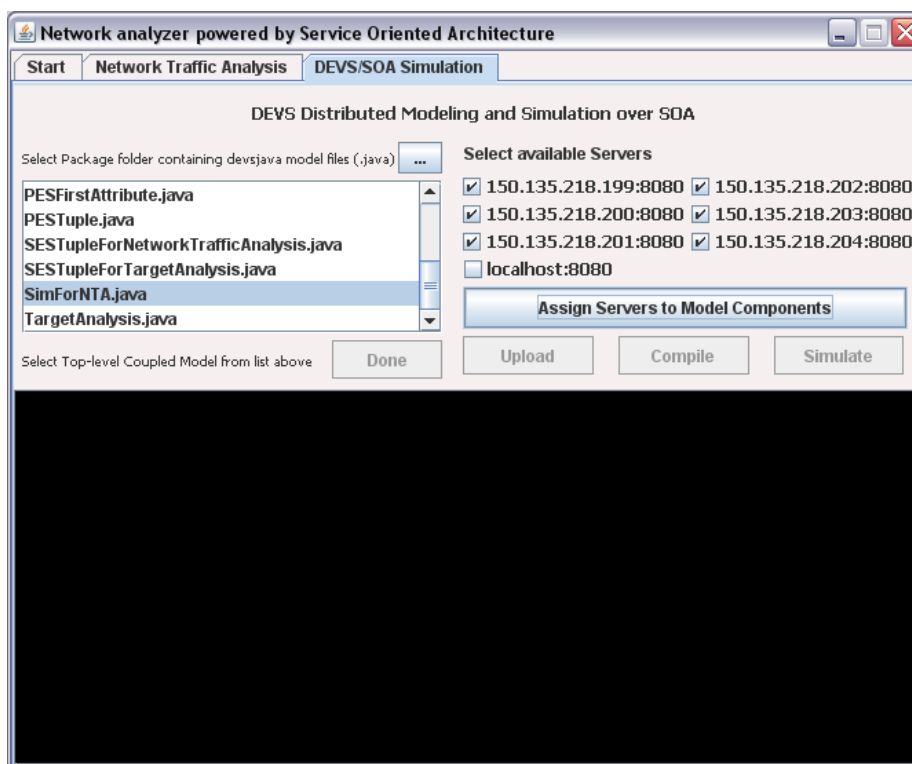 Network analyzer powered by Service Oriented Architecture
Start Network Traffic Analysis DEVS/SOA Simulation
DEVS Distributed Modeling and Simulation over SOA
Select Package folder containing devsjava model files (.java) ...
PESFirstAttribute.java
PESTuple.java
SESTupleForNetworkTrafficAnalysis.java
SESTupleForTargetAnalysis.java
SimForNTA.java
TargetAnalysis.java
Select Top-level Coupled Model from list above Done
Select available Servers
150.135.218.199:8080 150.135.218.202:8080
150.135.218.200:8080 150.135.218.203:8080
150.135.218.201:8080 150.135.218.204:8080
localhost:8080
Assign Servers to Model Components
Upload Compile Simulate